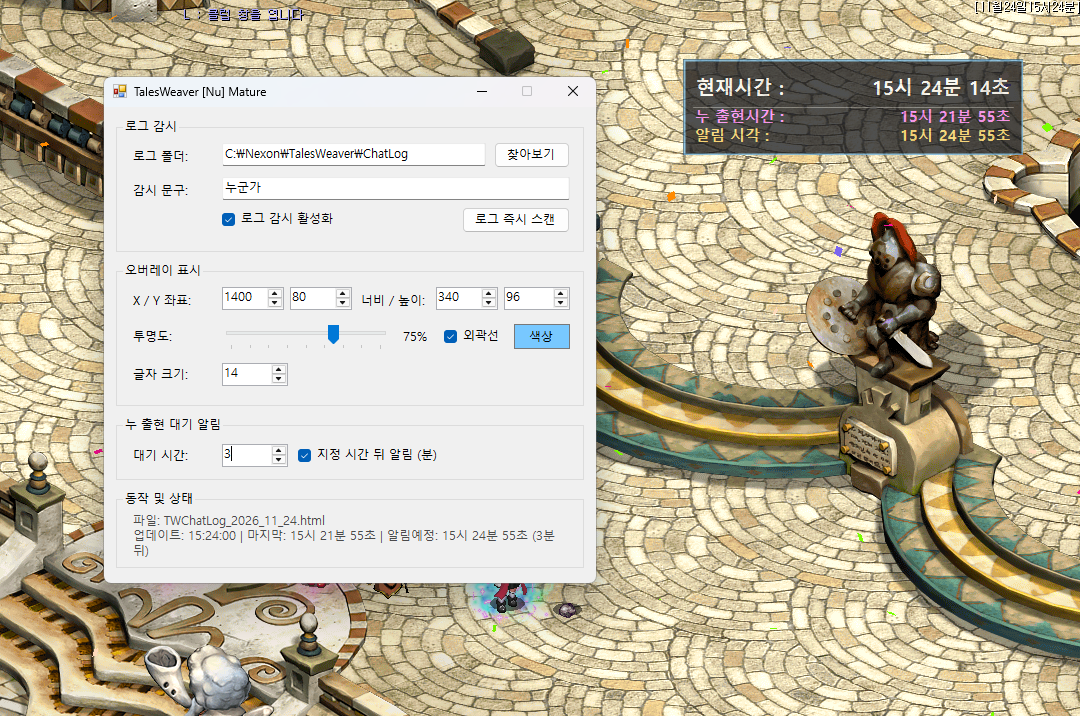 L : 클럽 창을 엽니다
[11월24일15시24분]
TalesWeaver [Nu] Mature
현재시간 : 15시 24분 14초
누 출현시간 : 15시 21분 55초
알림 시각 : 15시 24분 55초
로그 감시
로그 폴더: C:₩Nexon₩TalesWeaver₩ChatLog 찾아보기
감시 문구: 누군가
로그 감시 활성화 로그 즉시 스캔
오버레이 표시
X / Y 좌표: 1400 80 너비 / 높이: 340 96
투명도: 75% 외곽선 색상
글자 크기: 14
누 출현 대기 알림
대기 시간: 3 지정 시간 뒤 알림 (분)
동작 및 상태
파일: TWChatLog_2026_11_24.html
업데이트: 15:24:00 | 마지막: 15시 21분 55초 | 알림예정: 15시 24분 55초 (3분
뒤)